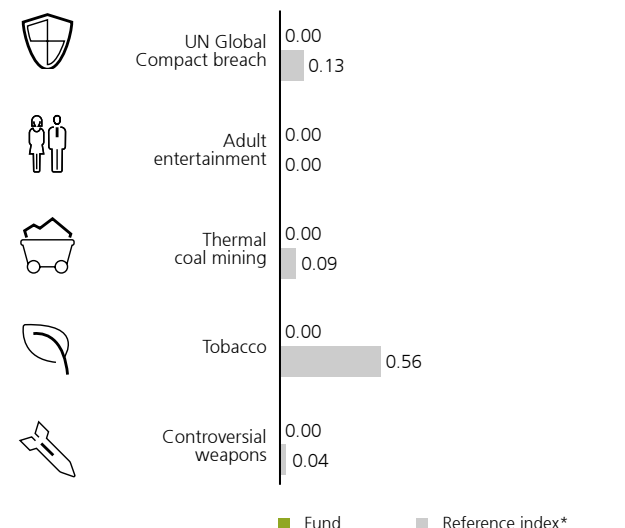 UN Global
Compact breach
0.00
0.13
Adult
entertainment
0.00
0.00
Thermal
coal mining
0.00
0.09
Tobacco
0.00
0.56
Controversial
weapons
0.00
0.04
Fund
Reference index*